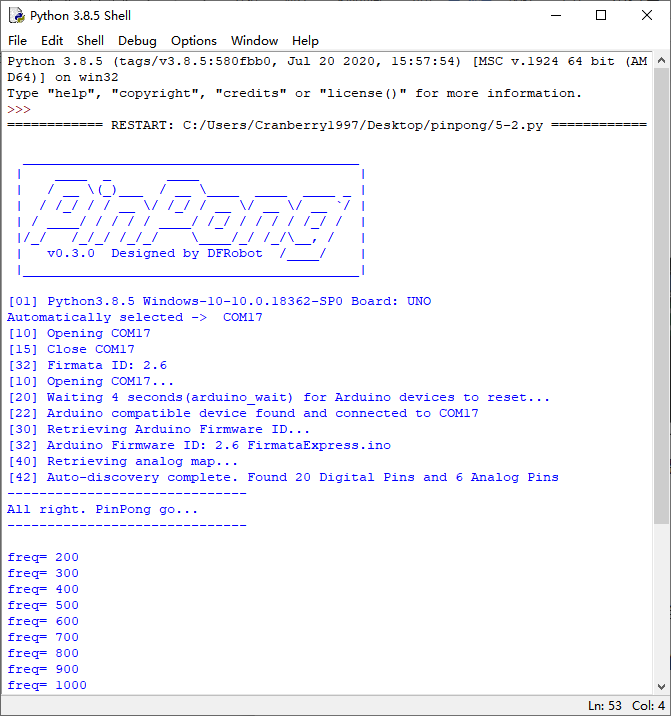 Python 3.8.5 Shell
File Edit Shell Debug Options Window Help
Python 3.8.5 (tags/v3.8.5:580fbb0, Jul 20 2020, 15:57:54) [MSC v.1924 64 bit (AM
D64)] on win32
Type "help", "copyright", "credits" or "license()" for more information.
>>>
============ RESTART: C:/Users/Cranberry1997/Desktop/pinpong/5-2.py ============
PinPong
v0.3.0 Designed by DFRobot
[01] Python3.8.5 Windows-10-10.0.18362-SP0 Board: UNO
Automatically selected -> COM17
[10] Opening COM17
[15] Close COM17
[32] Firmata ID: 2.6
[10] Opening COM17...
[20] Waiting 4 seconds(arduino_wait) for Arduino devices to reset...
[22] Arduino compatible device found and connected to COM17
[30] Retrieving Arduino Firmware ID...
[32] Arduino Firmware ID: 2.6 FirmataExpress.ino
[40] Retrieving analog map...
[42] Auto-discovery complete. Found 20 Digital Pins and 6 Analog Pins
------------------------------
All right. PinPong go...
------------------------------
freq= 200
freq= 300
freq= 400
freq= 500
freq= 600
freq= 700
freq= 800
freq= 900
freq= 1000
Ln: 53 Col: 4